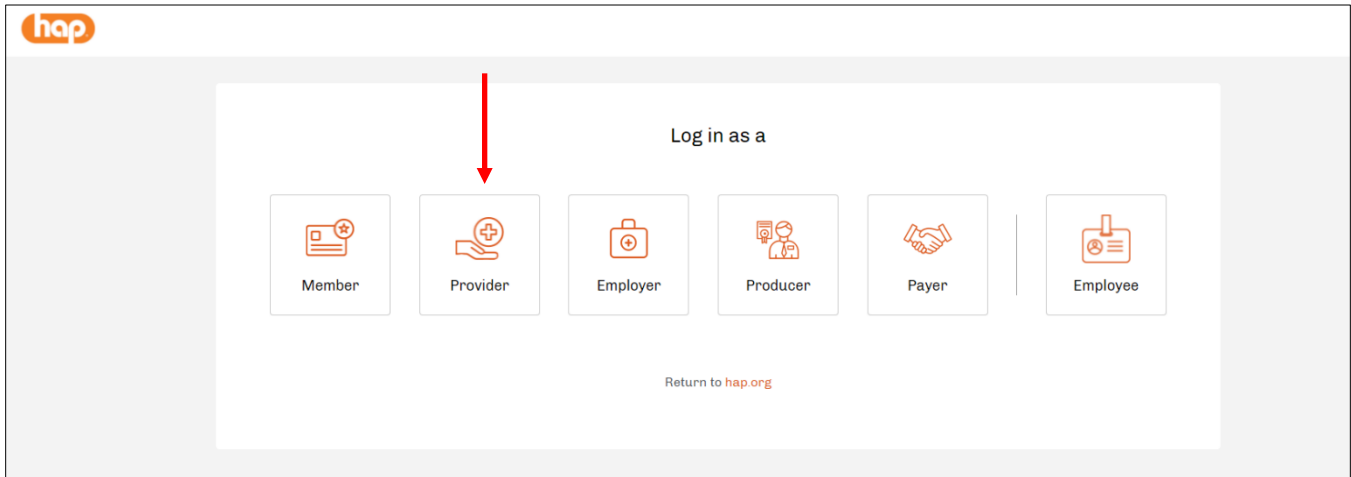 hap
Log in as a
Member
Provider
Employer
Producer
Payer
Employee
Return to hap.org